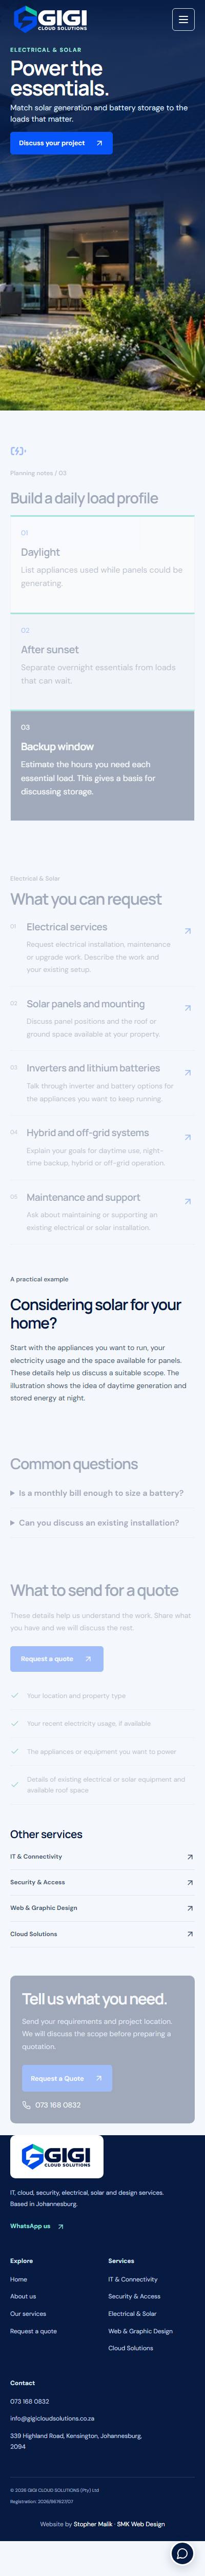 GIGI
CLOUD SOLUTIONS
ELECTRICAL & SOLAR
Power the
essentials.
Match solar generation and battery storage to the
loads that matter.
Discuss your project
Planning notes / 03
Build a daily load profile
01
Daylight
List appliances used while panels could be
generating.
02
After sunset
Separate overnight essentials from loads
that can wait.
03
Backup window
Estimate the hours you need each
essential load. This gives a basis for
discussing storage.
Electrical & Solar
What you can request
01
Electrical services
Request electrical installation, maintenance
or upgrade work. Describe the work and
your existing setup.
02
Solar panels and mounting
Discuss panel positions and the roof or
ground space available at your property.
03
Inverters and lithium batteries
Talk through inverter and battery options for
the appliances you want to keep running.
04
Hybrid and off-grid systems
Explain your goals for daytime use, night-
time backup, hybrid or off-grid operation.
05
Maintenance and support
Ask about maintaining or supporting an
existing electrical or solar installation.
A practical example
Considering solar for your
home?
Start with the appliances you want to run, your
electricity usage and the space available for panels.
These details help us discuss a suitable scope. The
illustration shows the idea of daytime generation and
stored energy at night.
Common questions
Is a monthly bill enough to size a battery?
Can you discuss an existing installation?
What to send for a quote
These details help us understand the work. Share what
you have and we will discuss the rest.
Request a quote
Your location and property type
Your recent electricity usage, if available
The appliances or equipment you want to power
Details of existing electrical or solar equipment and
available roof space
Other services
IT & Connectivity
Security & Access
Web & Graphic Design
Cloud Solutions
Tell us what you need.
Send your requirements and project location.
We will discuss the scope before preparing a
quotation.
Request a Quote
073 168 0832
GIGI
CLOUD SOLUTIONS
IT, cloud, security, electrical, solar and design services.
Based in Johannesburg.
WhatsApp us
Explore
Home
About us
Our services
Request a quote
Services
IT & Connectivity
Security & Access
Electrical & Solar
Web & Graphic Design
Cloud Solutions
Contact
073 168 0832
info@gigicloudsolutions.co.za
339 Highland Road, Kensington, Johannesburg,
2094
© 2026 GIGI CLOUD SOLUTIONS (Pty) Ltd
Website by Stopher Malik · SMK Web Design